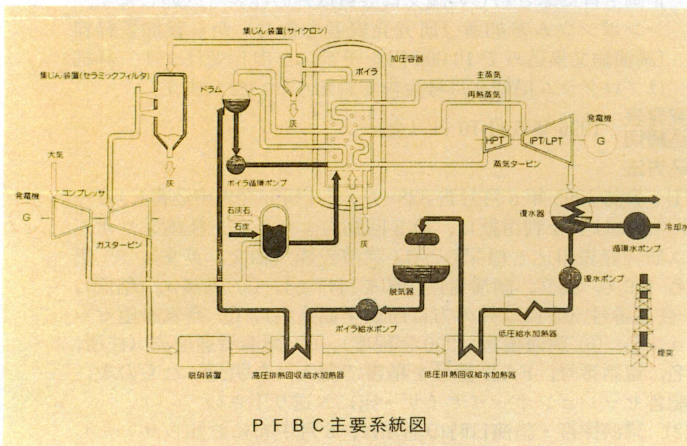 集じん装置(サイクロン)
加圧容器
ボイラ
主蒸気
再熱蒸気
集じん装置(セラミックフィルタ)
ドラム
灰
発電機
HPT
IPT/LPT
G
蒸気タービン
大気
灰
ボイラ循環ポンプ
発電機
コンプレッサ
G
ガスタービン
石灰石
石炭
灰
復水器
冷却水
循環水ポンプ
脱気器
復水ポンプ
ボイラ給水ポンプ
低圧給水加熱器
煙突
脱硝装置
高圧排熱回収給水加熱器
低圧排熱回収給水加熱器
PFBC主要系統図